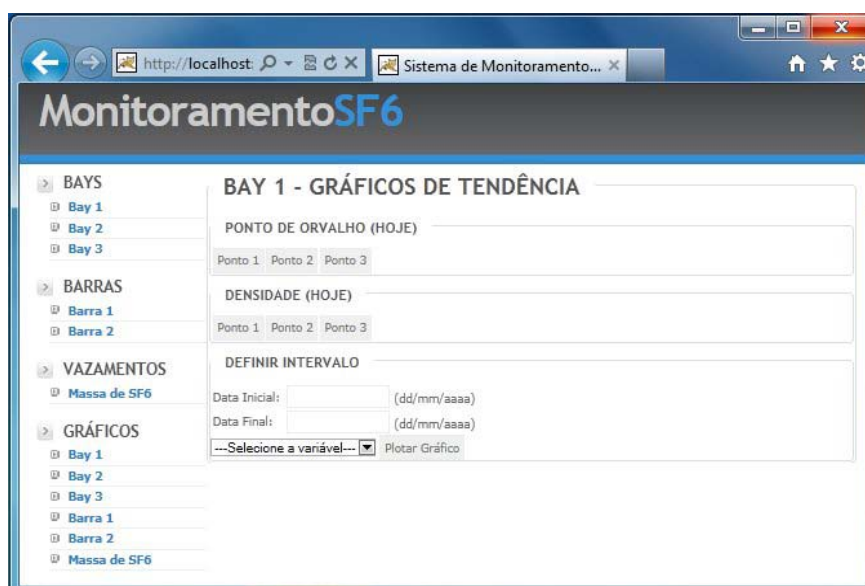 http://localhost:
Sistema de Monitoramento...
MonitoramentoSF6
BAYS
Bay 1
Bay 2
Bay 3
BARRAS
Barra 1
Barra 2
VAZAMENTOS
Massa de SF6
GRÁFICOS
Bay 1
Bay 2
Bay 3
Barra 1
Barra 2
Massa de SF6
BAY 1 - GRÁFICOS DE TENDÊNCIA
PONTO DE ORVALHO (HOJE)
Ponto 1 Ponto 2 Ponto 3
DENSIDADE (HOJE)
Ponto 1 Ponto 2 Ponto 3
DEFINIR INTERVALO
Data Inicial: (dd/mm/aaaa)
Data Final: (dd/mm/aaaa)
---Selecione a variável--- Plotar Gráfico